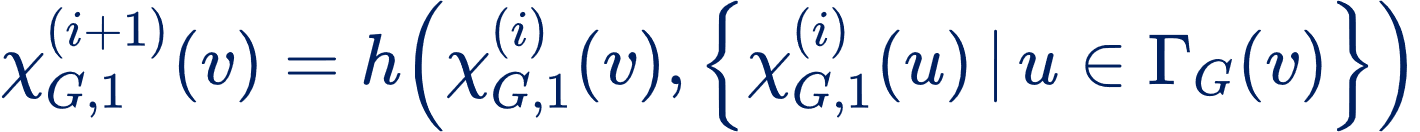 χ_{G,1}^{(i+1)}(v) = h(χ_{G,1}^{(i)}(v), {χ_{G,1}^{(i)}(u) | u ∈ Γ_G(v)})